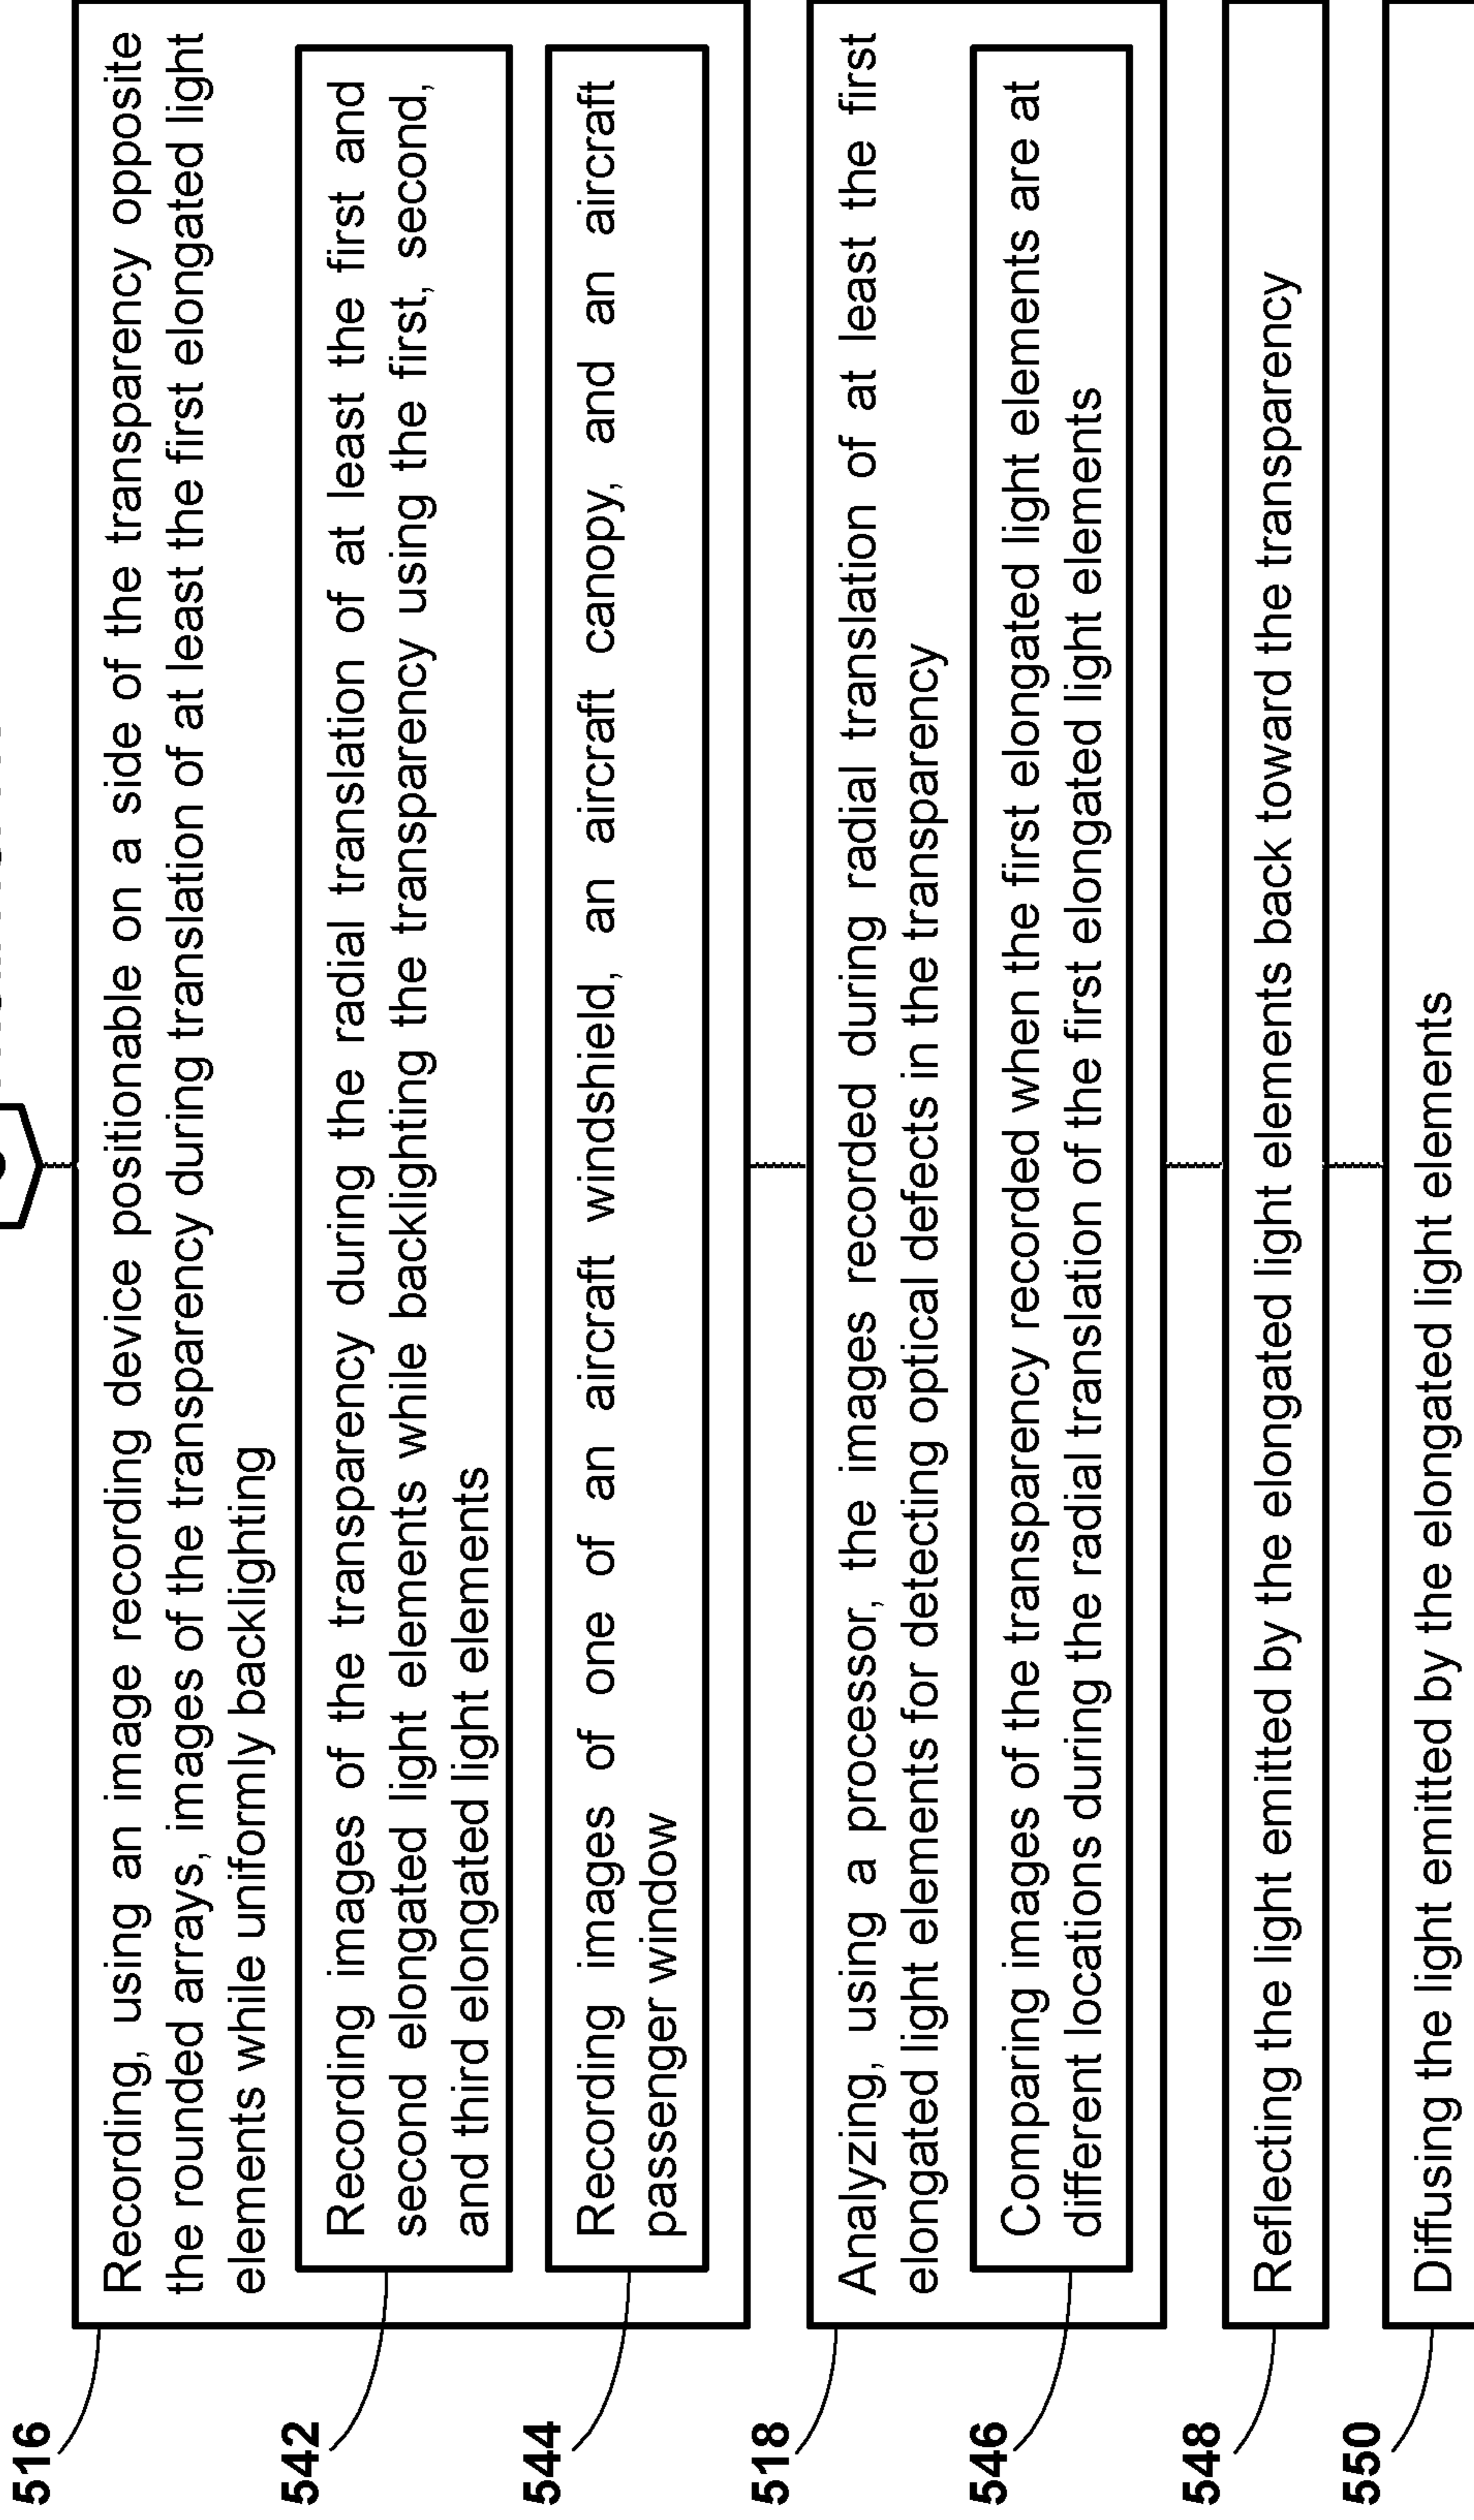 516
Recording, using an image recording device positionable on a side of the transparency opposite
the rounded arrays, images of the transparency during translation of at least the first elongated light
elements while uniformly backlighting
542
Recording images of the transparency during the radial translation of at least the first and
second elongated light elements while backlighting the transparency using the first, second,
and third elongated light elements
544
Recording images of one of an aircraft windshield, an aircraft canopy, and an aircraft
passenger window
518
Analyzing, using a processor, the images recorded during radial translation of at least the first
elongated light elements for detecting optical defects in the transparency
546
Comparing images of the transparency recorded when the first elongated light elements are at
different locations during the radial translation of the first elongated light elements
548
Reflecting the light emitted by the elongated light elements back toward the transparency
550
Diffusing the light emitted by the elongated light elements